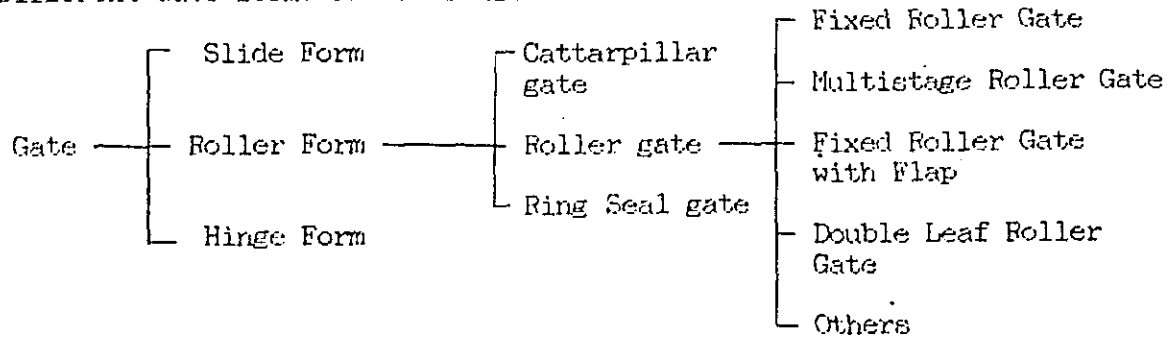 Fixed Roller Gate
Slide Form
Cattarpillar
gate
Multistage Roller Gate
Gate
Roller Form
Roller gate
Fixed Roller Gate
with Flap
Ring Seal gate
Hinge Form
Double Leaf Roller
Gate
Others